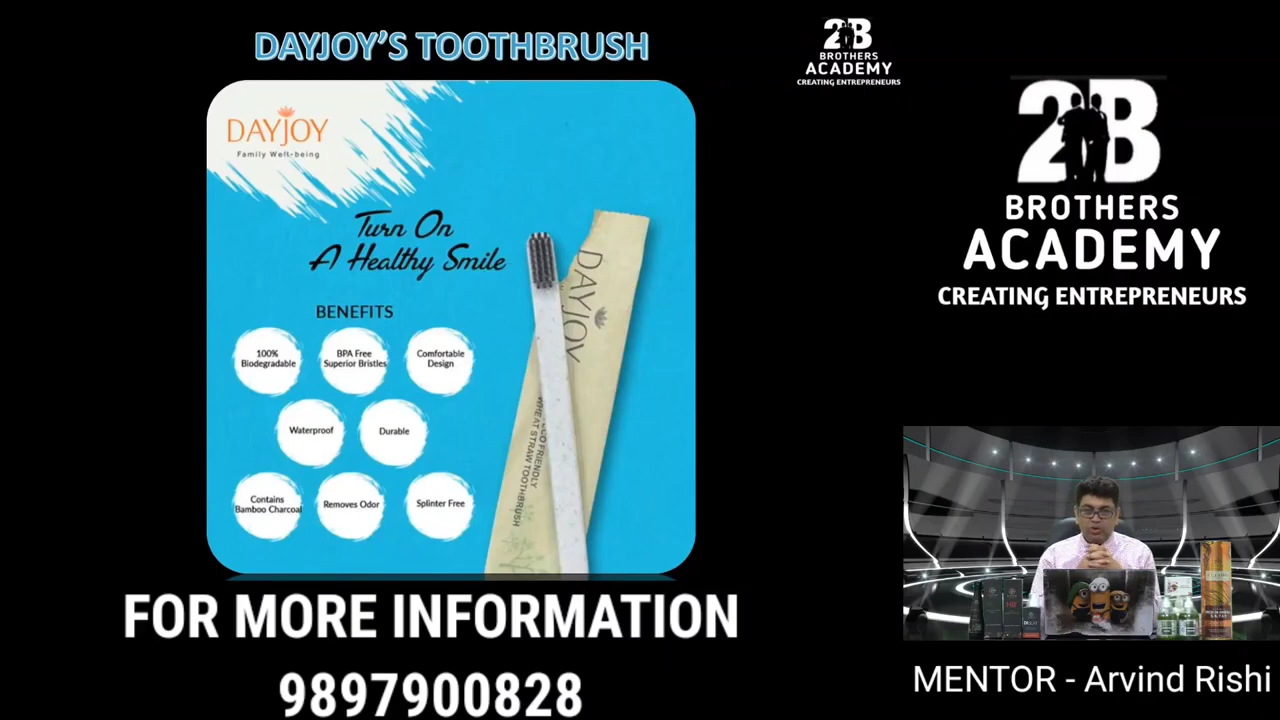 DAYJOY'S TOOTHBRUSH
DAYJOY
Family Well-being
Turn On
A Healthy Smile
BENEFITS
100%
Biodegradable
BPA Free
Superior Bristles
Comfortable
Design
Waterproof
Durable
Contains
Bamboo Charcoal
Removes Odor
Splinter Free
DAYJOY
ECO FRIENDLY
WHEAT STRAW TOOTHBRUSH
FOR MORE INFORMATION
9897900828
2B
BROTHERS
ACADEMY
CREATING ENTREPRENEURS
2B
BROTHERS
ACADEMY
CREATING ENTREPRENEURS
MENTOR - Arvind Rishi